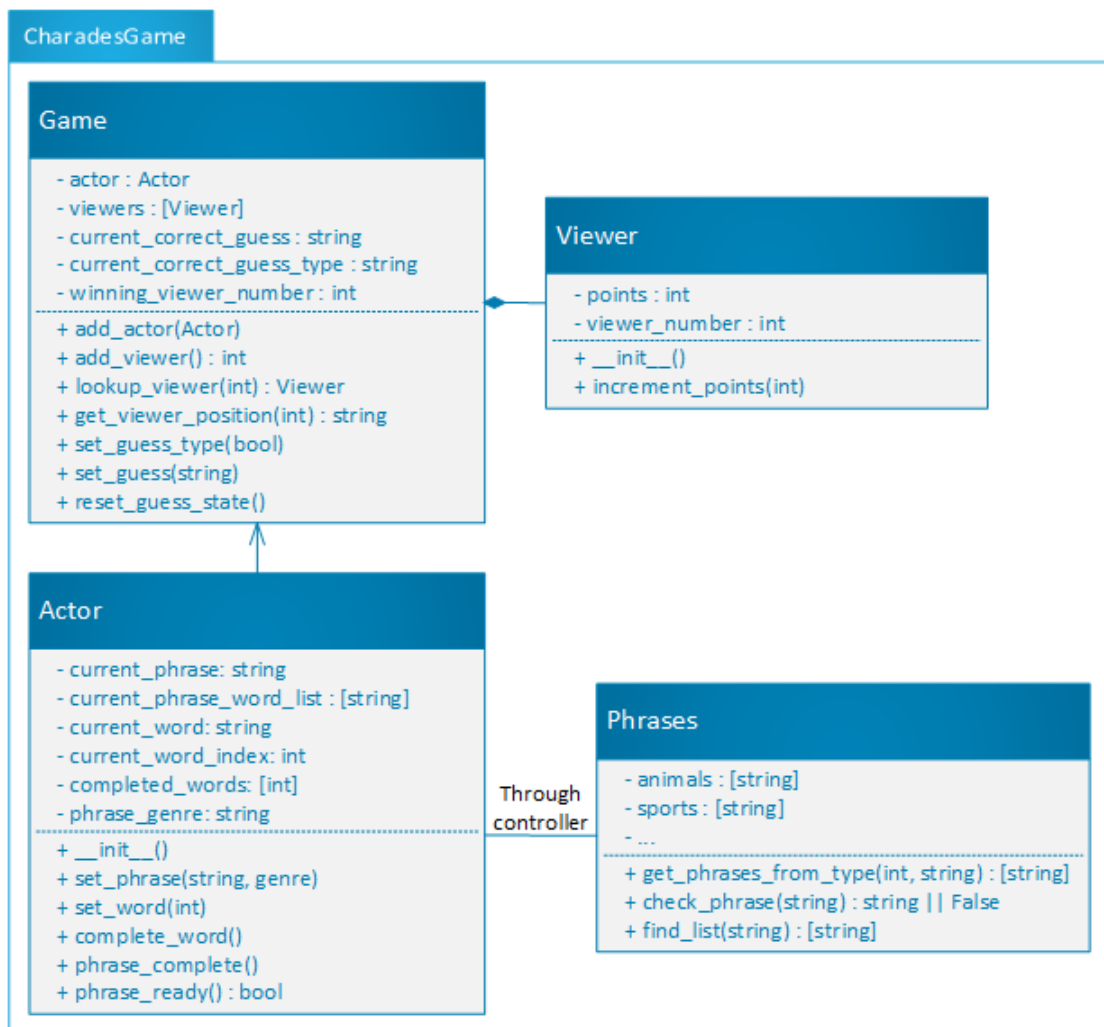 CharadesGame
Game
- actor : Actor
- viewers : [Viewer]
- current_correct_guess : string
- current_correct_guess_type : string
- winning_viewer_number : int
+ add_actor(Actor)
+ add_viewer() : int
+ lookup_viewer(int) : Viewer
+ get_viewer_position(int) : string
+ set_guess_type(bool)
+ set_guess(string)
+ reset_guess_state()
Viewer
- points : int
- viewer_number : int
+ __init__()
+ increment_points(int)
Actor
- current_phrase: string
- current_phrase_word_list : [string]
- current_word: string
- current_word_index: int
- completed_words: [int]
- phrase_genre: string
+ __init__()
+ set_phrase(string, genre)
+ set_word(int)
+ complete_word()
+ phrase_complete()
+ phrase_ready() : bool
Through
controller
Phrases
- animals : [string]
- sports : [string]
- ...
+ get_phrases_from_type(int, string) : [string]
+ check_phrase(string) : string || False
+ find_list(string) : [string]